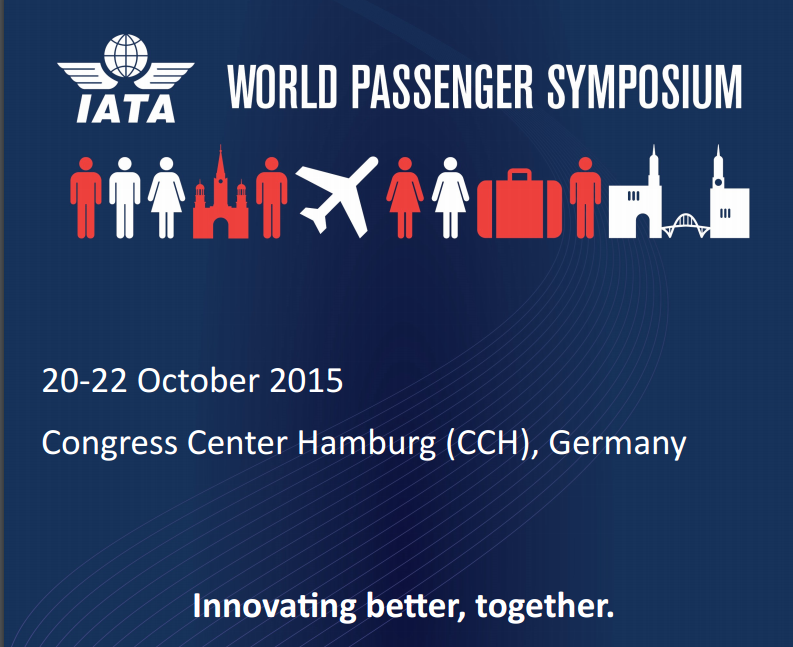 IATA
WORLD PASSENGER SYMPOSIUM
20-22 October 2015
Congress Center Hamburg (CCH), Germany
Innovating better, together.